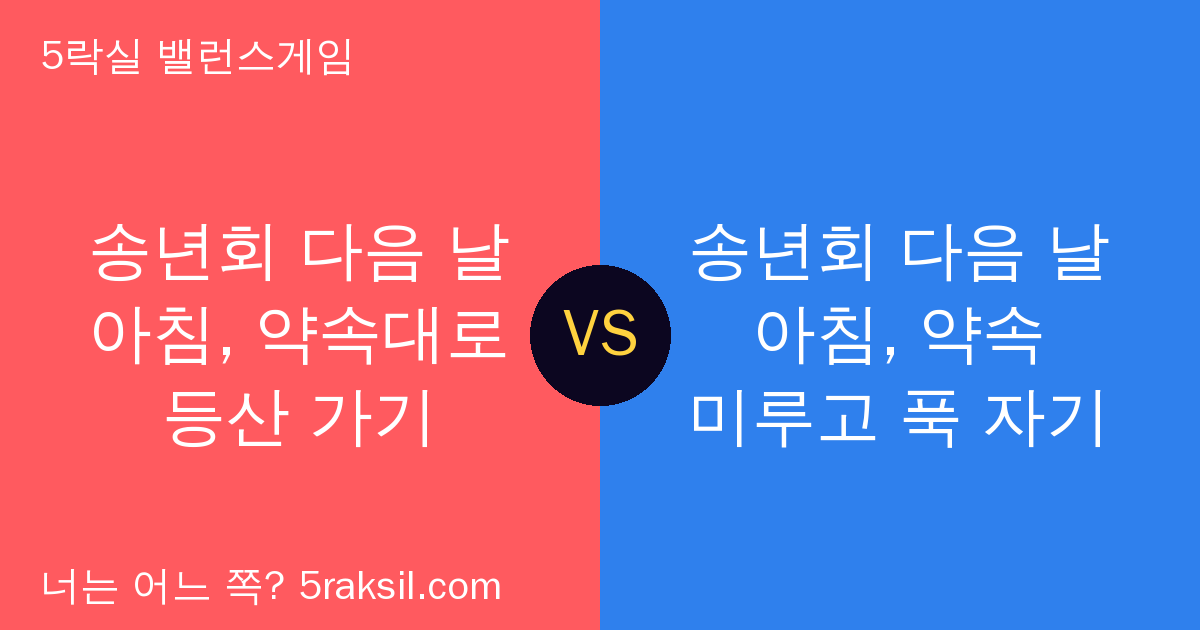 5락실 밸런스게임
송년회 다음 날
아침, 약속대로
등산 가기
VS
송년회 다음 날
아침, 약속
미루고 푹 자기
너는 어느 쪽? 5raksil.com